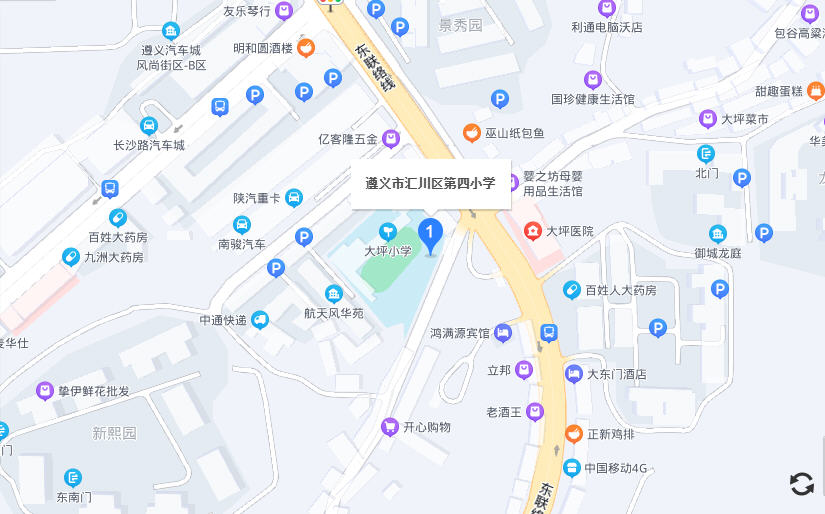 友乐琴行
P
景秀园
利通电脑沃店
包谷高粱
遵义汽车城
风尚街区-B区
明和圆酒楼
东联络线
P
P
P
P
P
国珍健康生活馆
甜趣蛋糕
长沙路汽车城
亿客隆五金
巫山纸包鱼
大坪菜市
北门
P
遵义市汇川区第四小学
婴之坊母婴
用品生活馆
陕汽重卡
百姓大药房
南骏汽车
P
大坪小学
1
大坪医院
御城龙庭
P
九洲大药房
P
航天风华苑
百姓人大药房
P
中通快递
鸿满源宾馆
P
麦华仕
立邦
大东门酒店
挚伊鲜花批发
老酒王
新熙园
开心购物
正新鸡排
门
东南门
中国移动4G
东联络